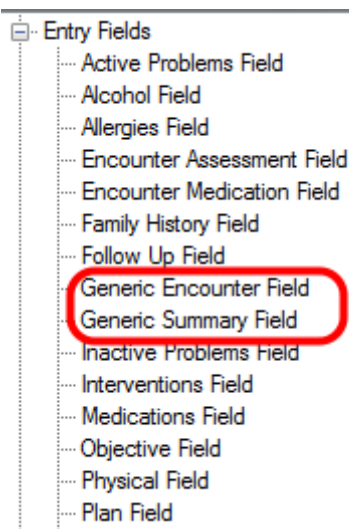 Entry Fields
Active Problems Field
Alcohol Field
Allergies Field
Encounter Assessment Field
Encounter Medication Field
Family History Field
Follow Up Field
Generic Encounter Field
Generic Summary Field
Inactive Problems Field
Interventions Field
Medications Field
Objective Field
Physical Field
Plan Field